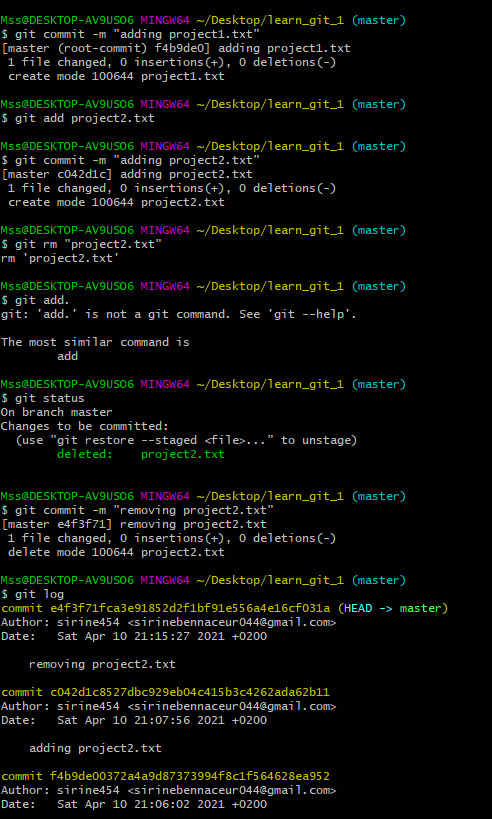 Mss@DESKTOP-AV9USO6 MINGW64 ~/Desktop/learn_git_1 (master)
$ git commit -m "adding project1.txt"
[master (root-commit) f4b9de0] adding project1.txt
 1 file changed, 0 insertions(+), 0 deletions(-)
 create mode 100644 project1.txt

Mss@DESKTOP-AV9USO6 MINGW64 ~/Desktop/learn_git_1 (master)
$ git add project2.txt

Mss@DESKTOP-AV9USO6 MINGW64 ~/Desktop/learn_git_1 (master)
$ git commit -m "adding project2.txt"
[master c042d1c] adding project2.txt
 1 file changed, 0 insertions(+), 0 deletions(-)
 create mode 100644 project2.txt

Mss@DESKTOP-AV9USO6 MINGW64 ~/Desktop/learn_git_1 (master)
$ git rm "project2.txt"
rm 'project2.txt'

Mss@DESKTOP-AV9USO6 MINGW64 ~/Desktop/learn_git_1 (master)
$ git add.
git: 'add.' is not a git command. See 'git --help'.

The most similar command is
        add

Mss@DESKTOP-AV9USO6 MINGW64 ~/Desktop/learn_git_1 (master)
$ git status
On branch master
Changes to be committed:
  (use "git restore --staged <file>..." to unstage)
        deleted:    project2.txt

Mss@DESKTOP-AV9USO6 MINGW64 ~/Desktop/learn_git_1 (master)
$ git commit -m "removing project2.txt"
[master e4f3f71] removing project2.txt
 1 file changed, 0 insertions(+), 0 deletions(-)
 delete mode 100644 project2.txt

Mss@DESKTOP-AV9USO6 MINGW64 ~/Desktop/learn_git_1 (master)
$ git log
commit e4f3f71fca3e91852d2f1bf91e556a4e16cf031a (HEAD -> master)
Author: sirine454 <sirinebennaceur044@gmail.com>
Date:   Sat Apr 10 21:15:27 2021 +0200

    removing project2.txt

commit c042d1c8527dbc929eb04c415b3c4262ada62b11
Author: sirine454 <sirinebennaceur044@gmail.com>
Date:   Sat Apr 10 21:07:56 2021 +0200

    adding project2.txt

commit f4b9de00372a4a9d87373994f8c1f564628ea952
Author: sirine454 <sirinebennaceur044@gmail.com>
Date:   Sat Apr 10 21:06:02 2021 +0200